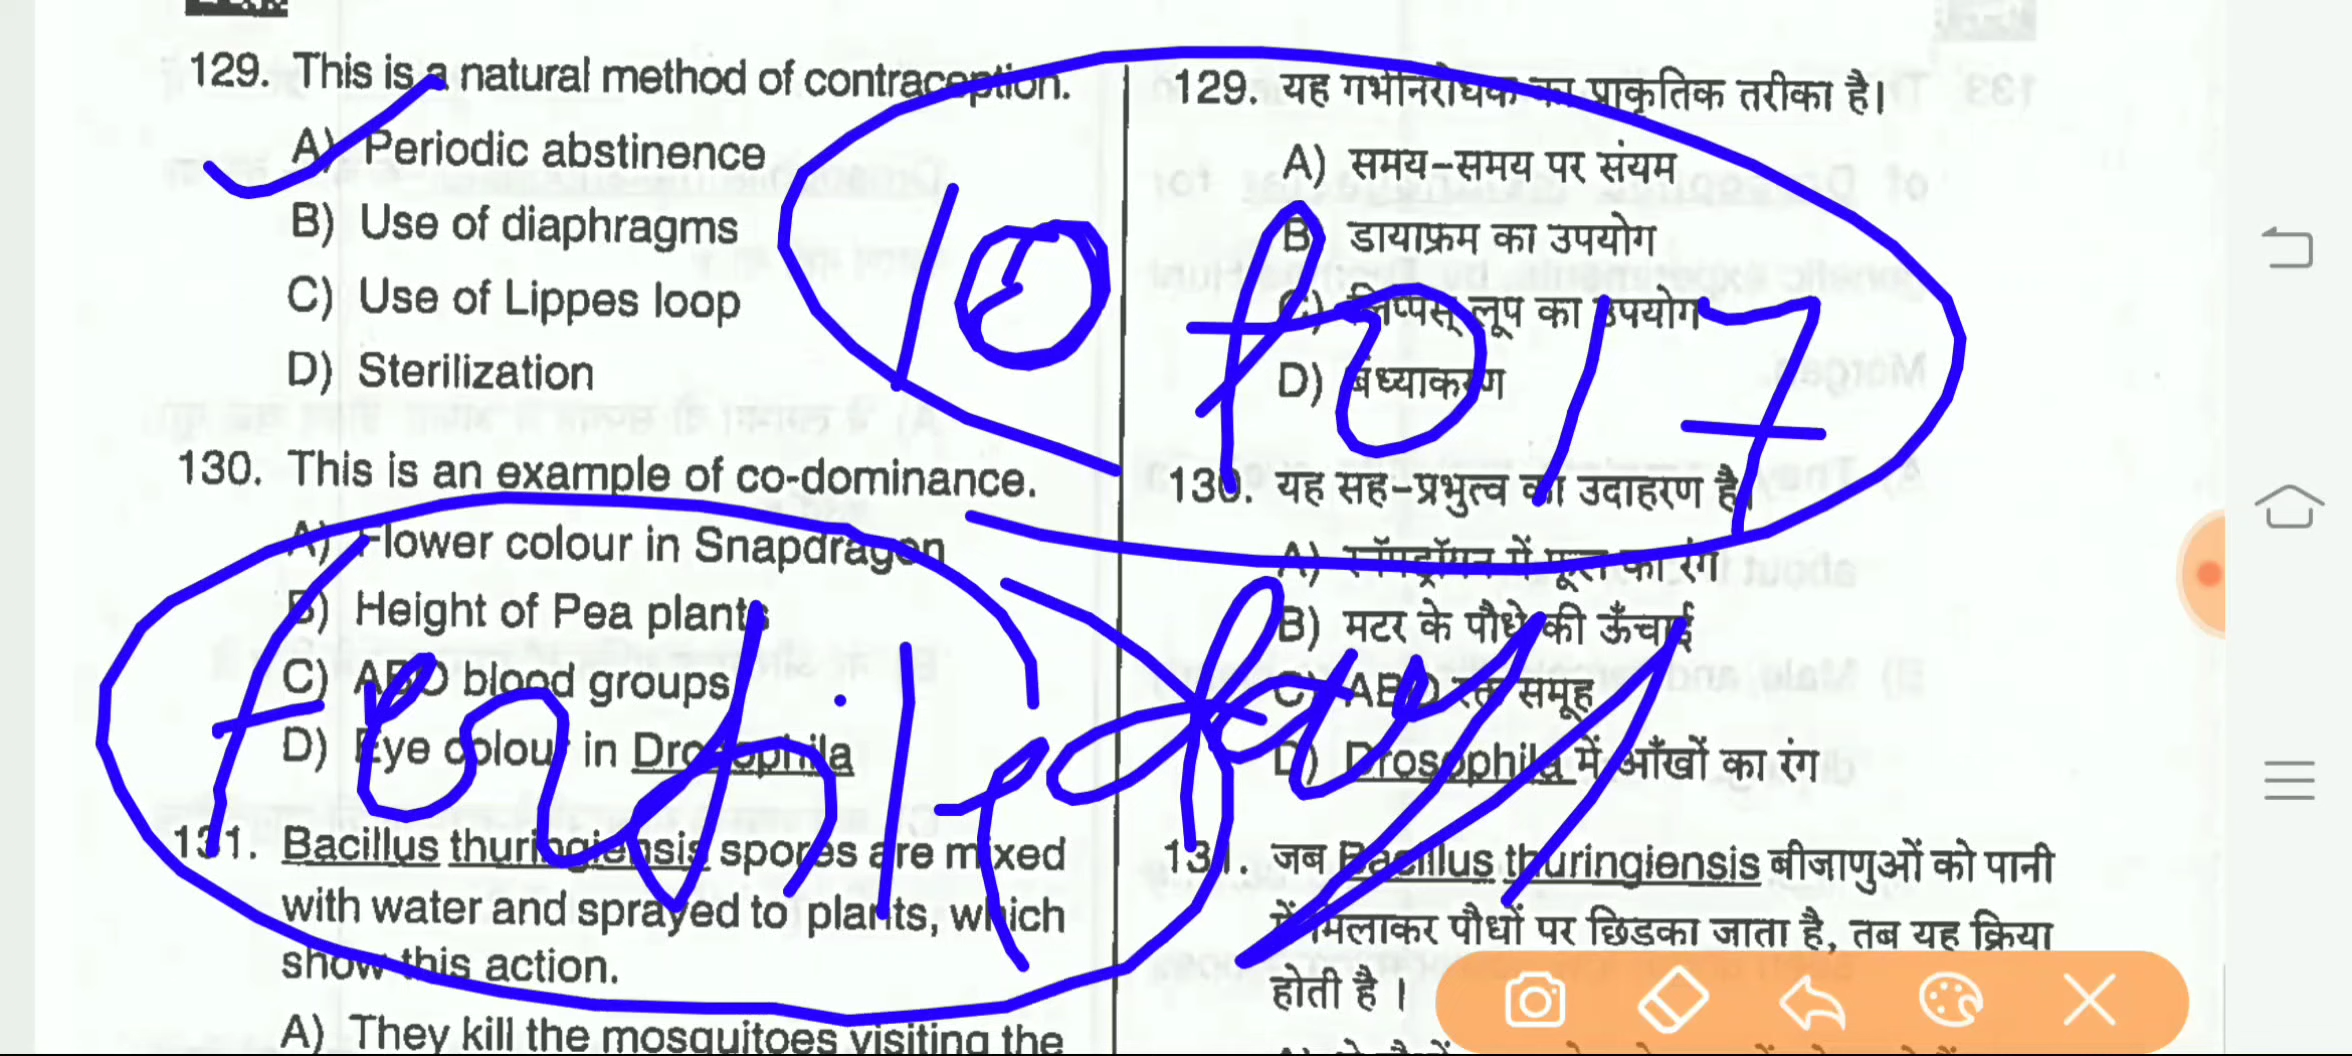 129. This is a natural method of contraception.
A) Periodic abstinence
B) Use of diaphragms
C) Use of Lippes loop
D) Sterilization
130. This is an example of co-dominance.
A) Flower colour in Snapdragon
B) Height of Pea plants
C) ABO blood groups
D) Eye colour in Drosophila
131. Bacillus thuringiensis spores are mixed
with water and sprayed to plants, which
show this action.
A) They kill the mosquitoes visiting the
129. यह गर्भनिरोधक का प्राकृतिक तरीका है।
A) समय-समय पर संयम
B) डायाफ्रम का उपयोग
C) लिप्पस् लूप का उपयोग
D) बंध्याकरण
130. यह सह-प्रभुत्व का उदाहरण है।
A) स्नॅपड्रॉगन में फूल का रंग
B) मटर के पौधे की ऊँचाई
C) ABO रक्त समूह
D) Drosophila में आँखों का रंग
131. जब Bacillus thuringiensis बीजाणुओं को पानी
में मिलाकर पौधों पर छिडका जाता है, तब यह क्रिया
होती है ।
10